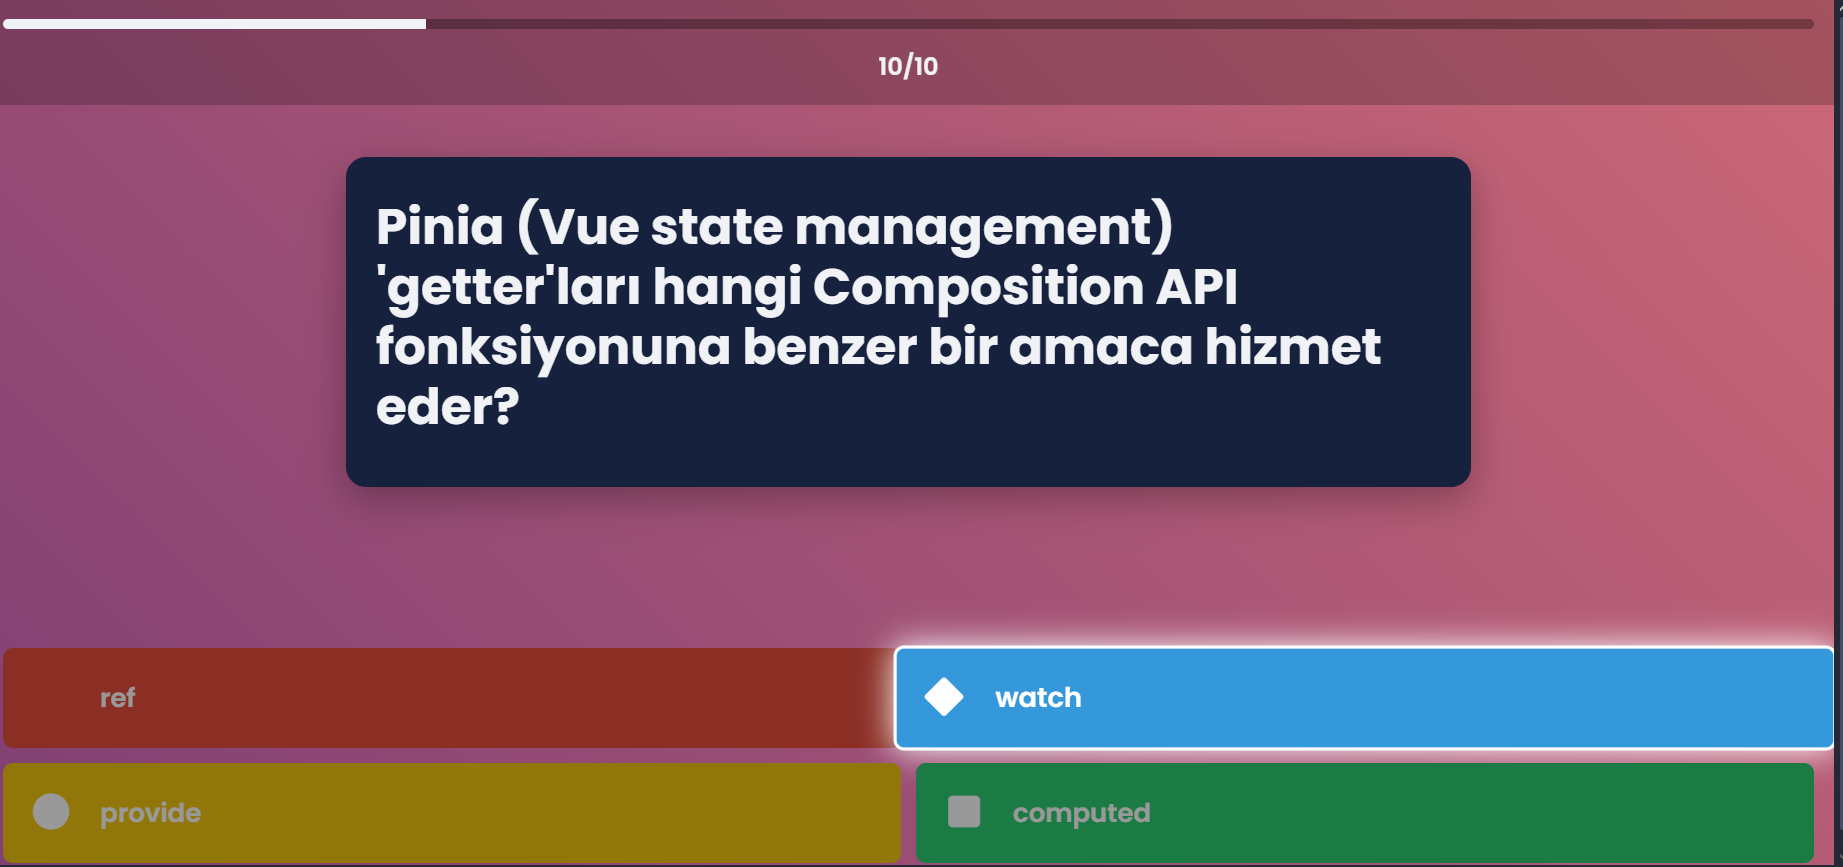 10/10
Pinia (Vue state management)
'getter'ları hangi Composition API
fonksiyonuna benzer bir amaca hizmet
eder?
ref
watch
provide
computed